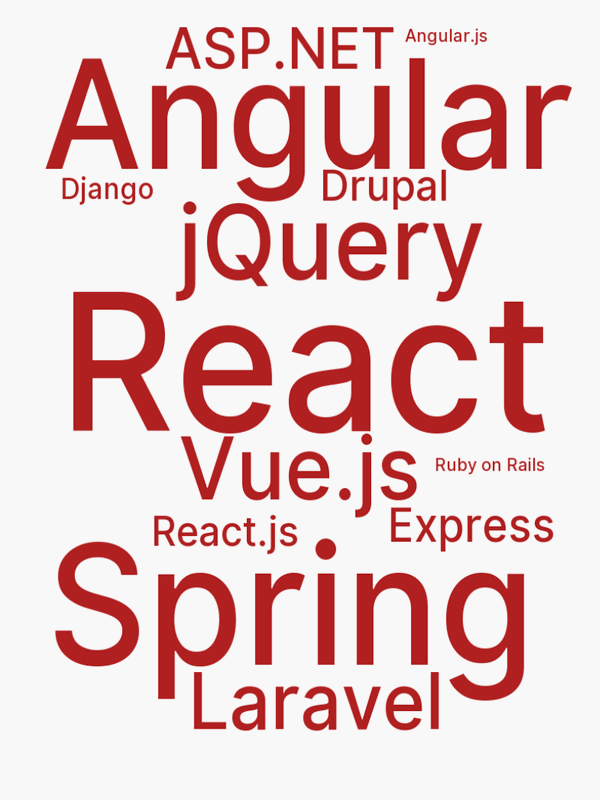 ASP.NET
Angular.js
Angular
Django
Drupal
jQuery
React
Vue.js
Ruby on Rails
React.js
Express
Spring
Laravel